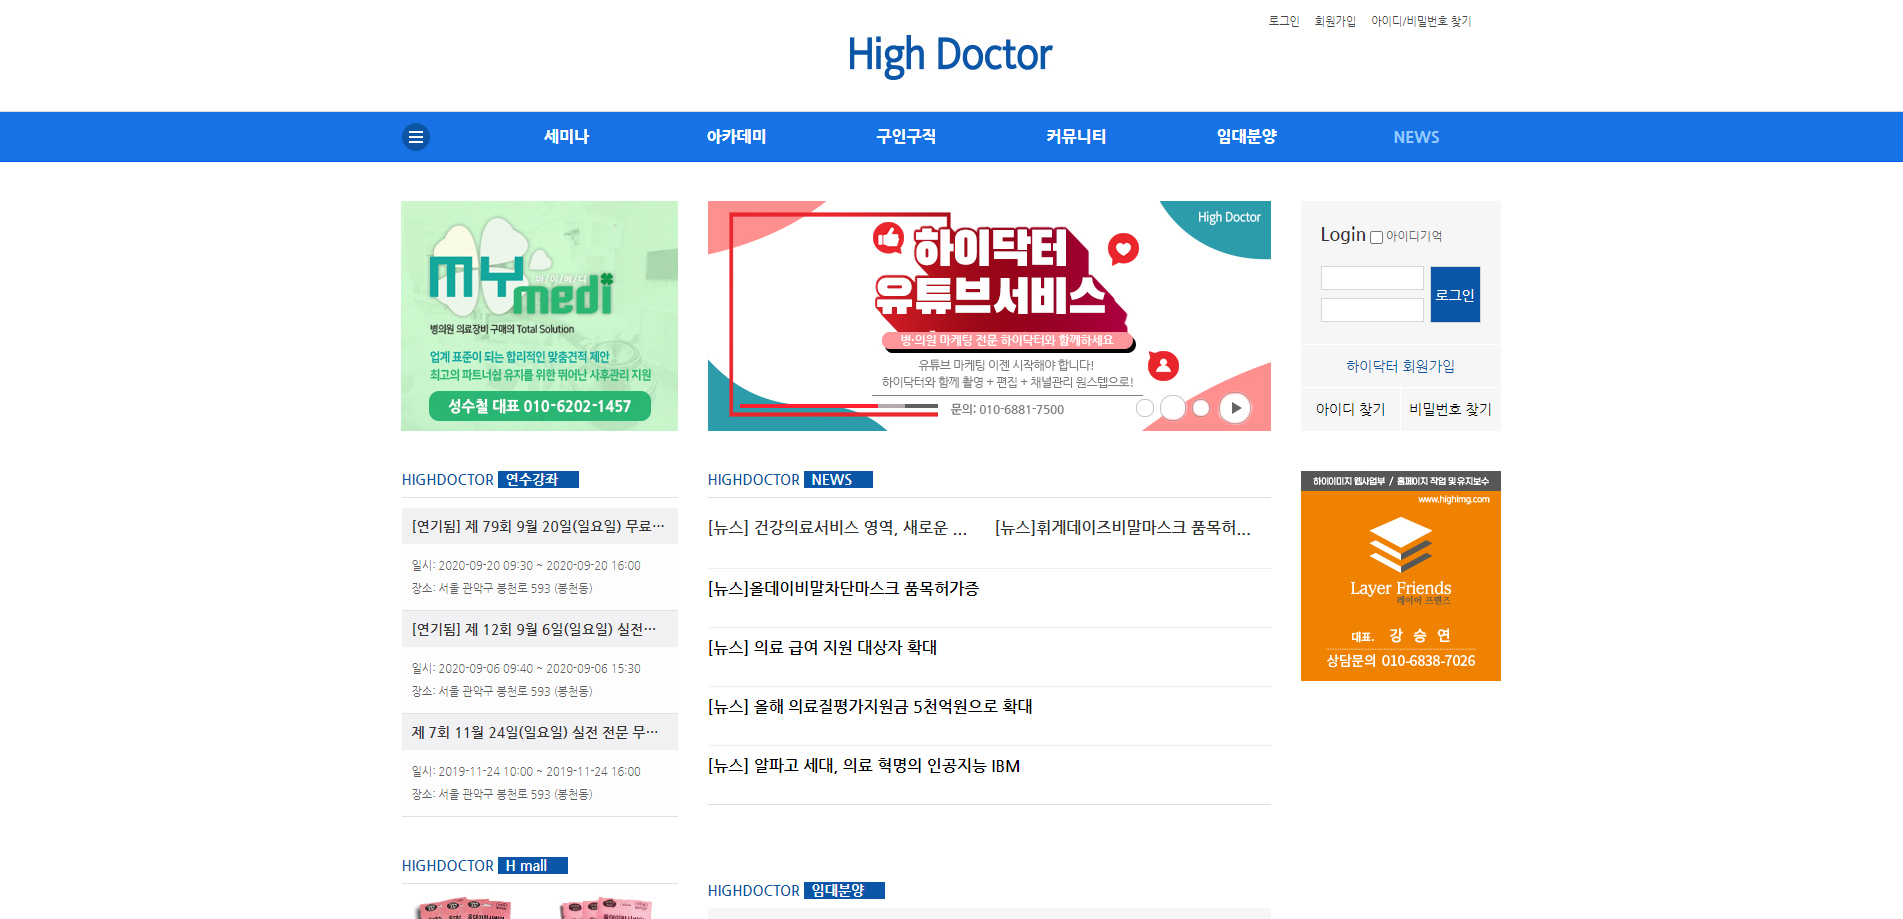 로그인 회원가입 아이디/비밀번호 찾기
High Doctor
세미나 아카데미 구인구직 커뮤니티 임대분양 NEWS
마 | 이 | 메 | 디
my medi
병의원 의료장비 구매의 Total Solution
업계 표준이 되는 합리적인 맞춤견적 제안
최고의 파트너쉽 유지를 위한 뛰어난 사후관리 지원
성수철 대표 010-6202-1457
High Doctor
하이닥터
유튜브서비스
병·의원 마케팅 전문 하이닥터와 함께하세요
유튜브 마케팅 이젠 시작해야 합니다!
하이닥터와 함께 촬영 + 편집 + 채널관리 원스텝으로!
문의: 010-6881-7500
Login 아이디기억
로그인
하이닥터 회원가입
아이디 찾기 비밀번호 찾기
HIGHDOCTOR 연수강좌
[연기됨] 제 79회 9월 20일(일요일) 무료…
일시: 2020-09-20 09:30 ~ 2020-09-20 16:00
장소: 서울 관악구 봉천로 593 (봉천동)
[연기됨] 제 12회 9월 6일(일요일) 실전…
일시: 2020-09-06 09:40 ~ 2020-09-06 15:30
장소: 서울 관악구 봉천로 593 (봉천동)
제 7회 11월 24일(일요일) 실전 전문 무…
일시: 2019-11-24 10:00 ~ 2019-11-24 16:00
장소: 서울 관악구 봉천로 593 (봉천동)
HIGHDOCTOR NEWS
[뉴스] 건강의료서비스 영역, 새로운 ... [뉴스]휘게데이즈비말마스크 품목허...
[뉴스]올데이비말차단마스크 품목허가증
[뉴스] 의료 급여 지원 대상자 확대
[뉴스] 올해 의료질평가지원금 5천억원으로 확대
[뉴스] 알파고 세대, 의료 혁명의 인공지능 IBM
하이이미지 웹사업부 / 홈페이지 작업 및 유지보수
www.highimg.com
Layer Friends
레이어 프렌즈
대표. 강 승 연
상담문의 010-6838-7026
HIGHDOCTOR H mall
HIGHDOCTOR 임대분양